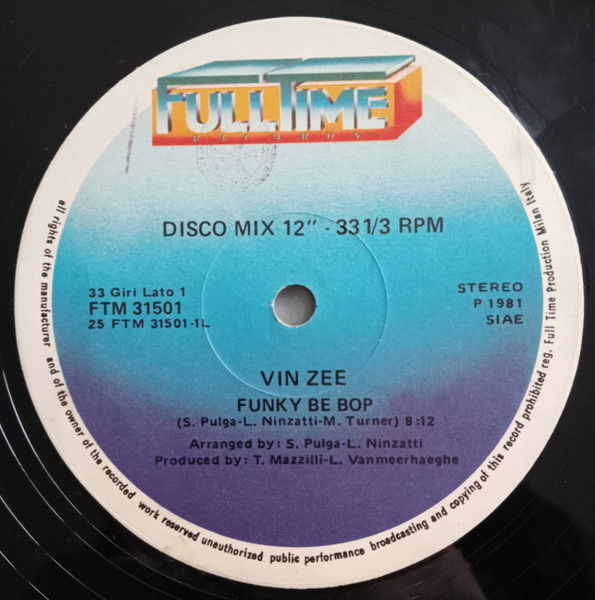 FULLTIME
RECORDS
DISCO MIX 12" - 33 1/3 RPM
33 Giri Lato 1
FTM 31501
25 FTM 31501-1L
STEREO
P 1981
SIAE
VIN ZEE
FUNKY BE BOP
(S. Pulga-L. Ninzatti-M. Turner) 8:12
Arranged by: S. Pulga-L. Ninzatti
Produced by: T. Mazzilli-L. Vanmeerhaeghe
all rights of the manufacturer and of the owner of the recorded work reserved unauthorized public performance broadcasting and copying of this record prohibited reg. Full Time Production Milan Italy